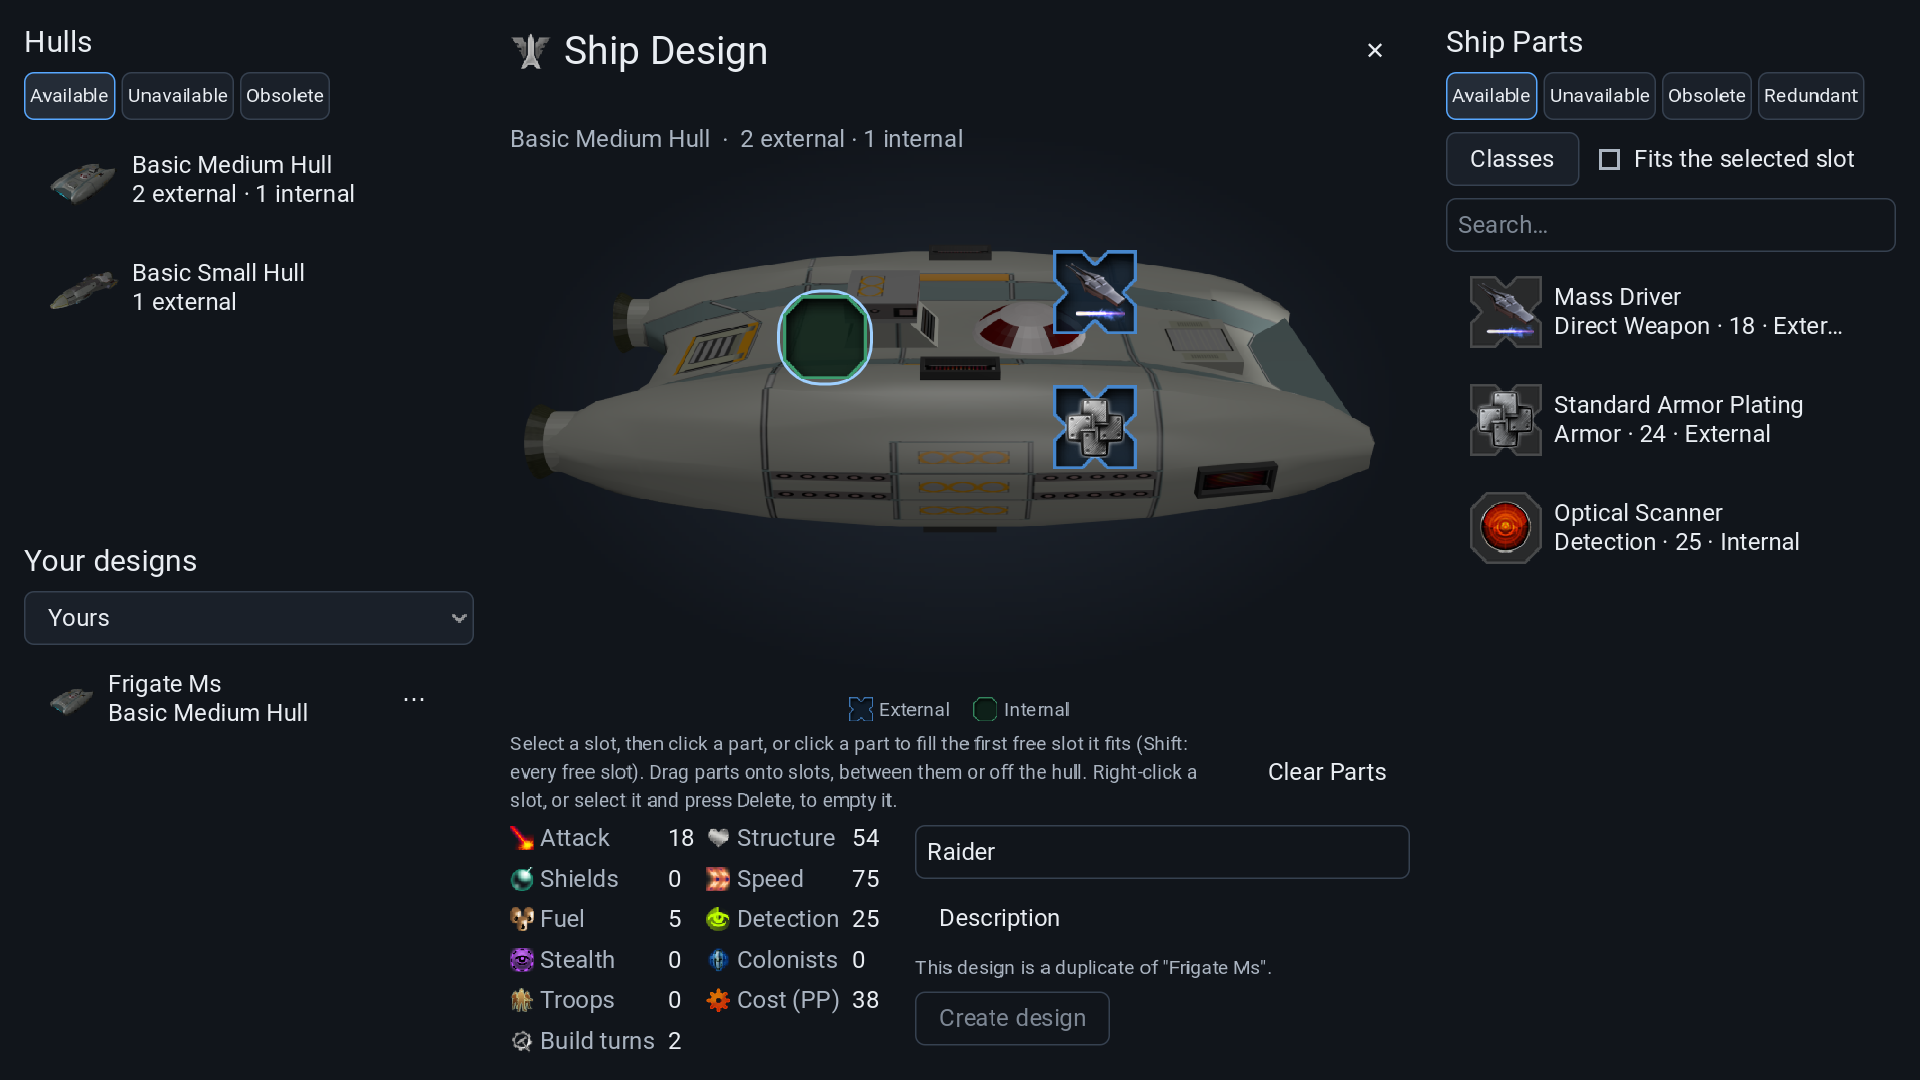 Hulls
Available Unavailable Obsolete
Basic Medium Hull
2 external · 1 internal
Basic Small Hull
1 external
Your designs
Yours
Frigate Ms
Basic Medium Hull
...
Ship Design
×
Basic Medium Hull · 2 external · 1 internal
External Internal
Select a slot, then click a part, or click a part to fill the first free slot it fits (Shift:
every free slot). Drag parts onto slots, between them or off the hull. Right-click a
slot, or select it and press Delete, to empty it.
Clear Parts
Attack 18 Structure 54
Shields 0 Speed 75
Fuel 5 Detection 25
Stealth 0 Colonists 0
Troops 0 Cost (PP) 38
Build turns 2
Raider
Description
This design is a duplicate of "Frigate Ms".
Create design
Ship Parts
Available Unavailable Obsolete Redundant
Classes Fits the selected slot
Search...
Mass Driver
Direct Weapon · 18 · Exter...
Standard Armor Plating
Armor · 24 · External
Optical Scanner
Detection · 25 · Internal